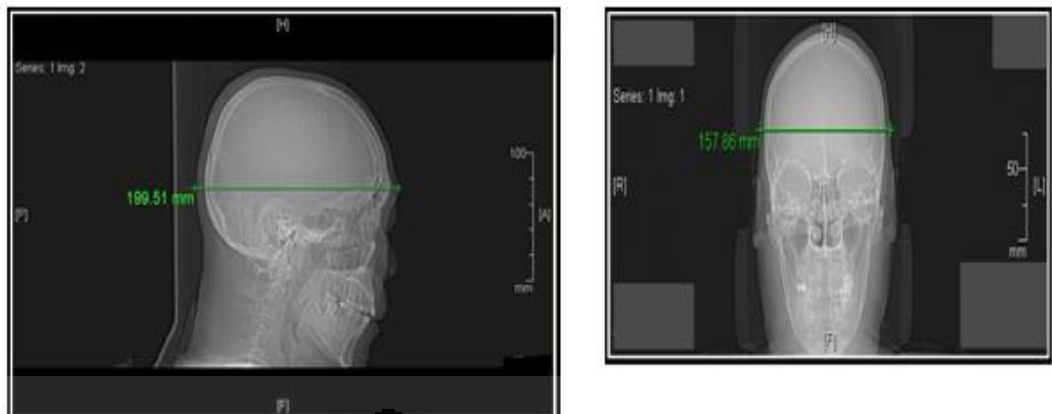 [H]
Series: 1 Img: 2
100
199.51 mm
[P]
[A]
mm
[F]
[H]
Series: 1 Img: 1
157.86 mm
50
[R]
[L]
mm
[F]